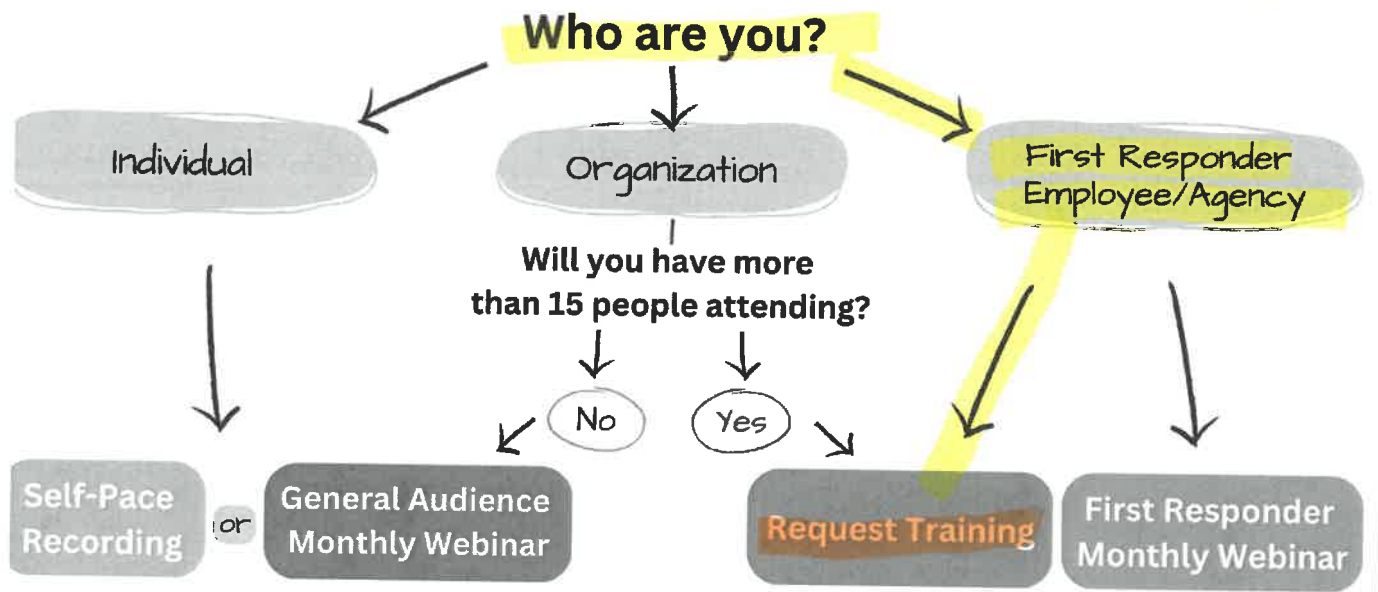 Who are you?
Individual
Organization
First Responder
Employee/Agency
Will you have more
than 15 people attending?
No
Yes
Self-Pace
Recording
or
General Audience
Monthly Webinar
Request Training
First Responder
Monthly Webinar